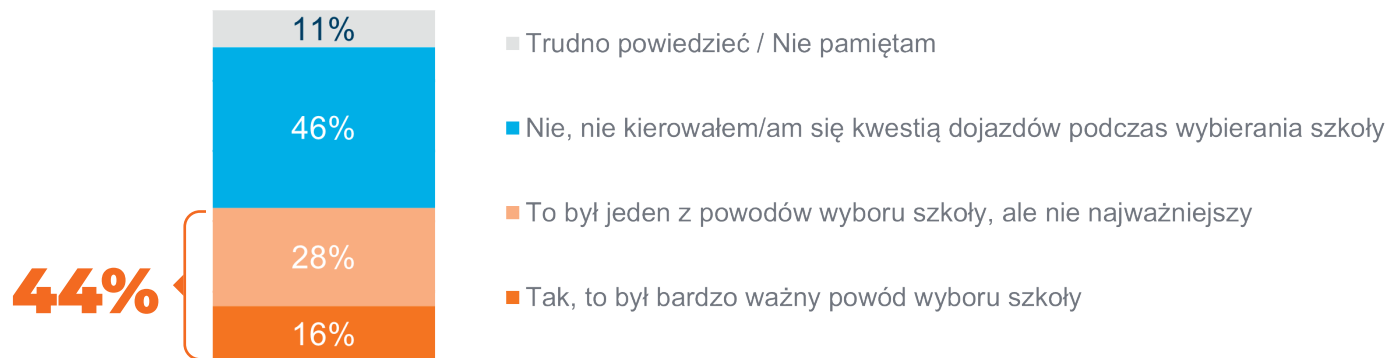 11%
46%
28%
16%
44%
Trudno powiedzieć / Nie pamiętam
Nie, nie kierowałem/am się kwestią dojazdów podczas wybierania szkoły
To był jeden z powodów wyboru szkoły, ale nie najważniejszy
Tak, to był bardzo ważny powód wyboru szkoły